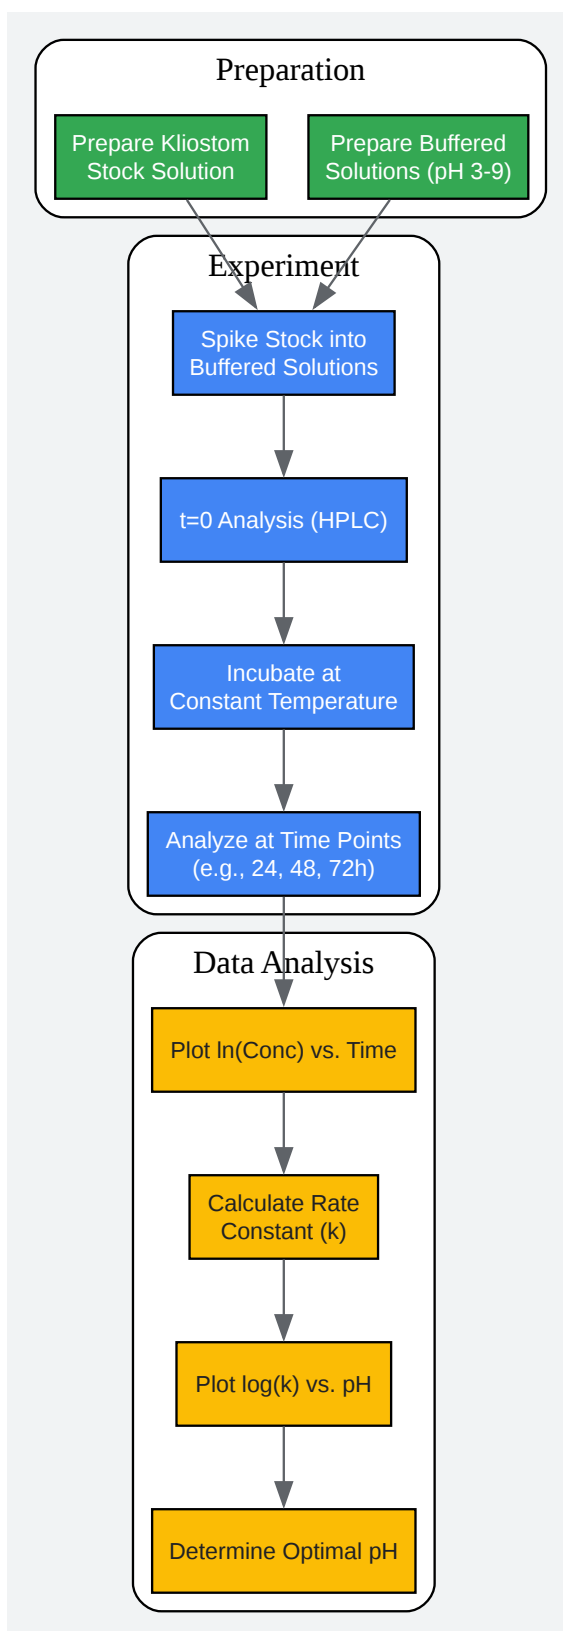 Preparation
Prepare Kliostom
Stock Solution
Prepare Buffered
Solutions (pH 3-9)
Experiment
Spike Stock into
Buffered Solutions
t=0 Analysis (HPLC)
Incubate at
Constant Temperature
Analyze at Time Points
(e.g., 24, 48, 72h)
Data Analysis
Plot ln(Conc) vs. Time
Calculate Rate
Constant (k)
Plot log(k) vs. pH
Determine Optimal pH